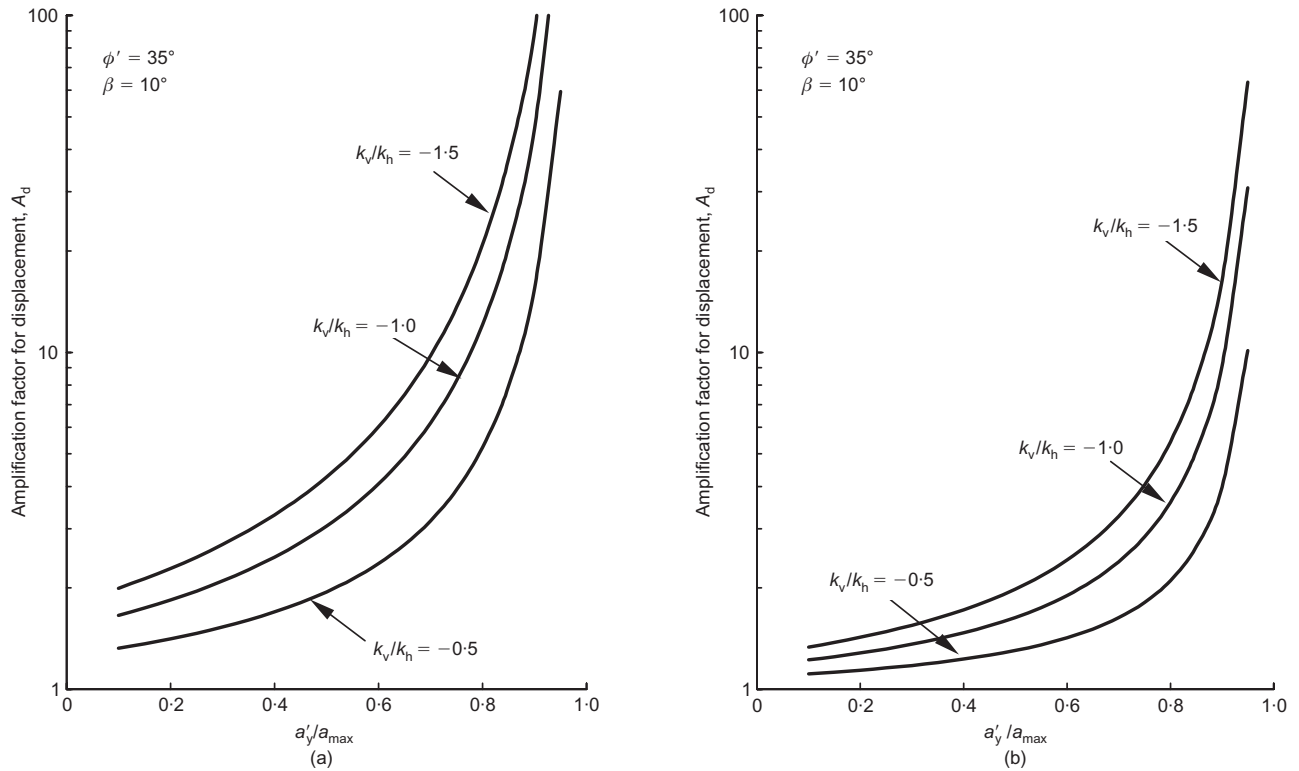 100
10
1
Amplification factor for displacement, A_d
ϕ′ = 35°
β = 10°
k_v/k_h = −1·5
k_v/k_h = −1·0
k_v/k_h = −0·5
0
0·2
0·4
0·6
0·8
1·0
a′_y/a_max
(a)
100
10
1
Amplification factor for displacement, A_d
ϕ′ = 35°
β = 10°
k_v/k_h = −1·5
k_v/k_h = −1·0
k_v/k_h = −0·5
0
0·2
0·4
0·6
0·8
1·0
a′_y/a_max
(b)